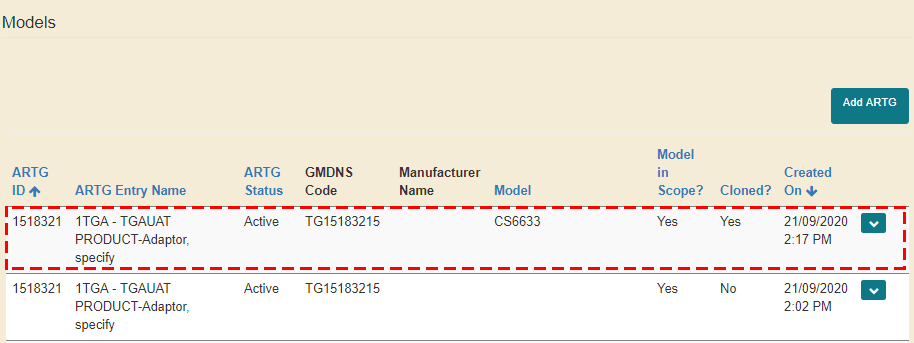 Models
Add ARTG
ARTG ID ARTG Entry Name ARTG Status GMDNS Code Manufacturer Name Model Model in Scope? Cloned? Created On
1518321 1TGA - TGAUAT PRODUCT-Adaptor, specify Active TG15183215 CS6633 Yes Yes 21/09/2020 2:17 PM
1518321 1TGA - TGAUAT PRODUCT-Adaptor, specify Active TG15183215 Yes No 21/09/2020 2:02 PM